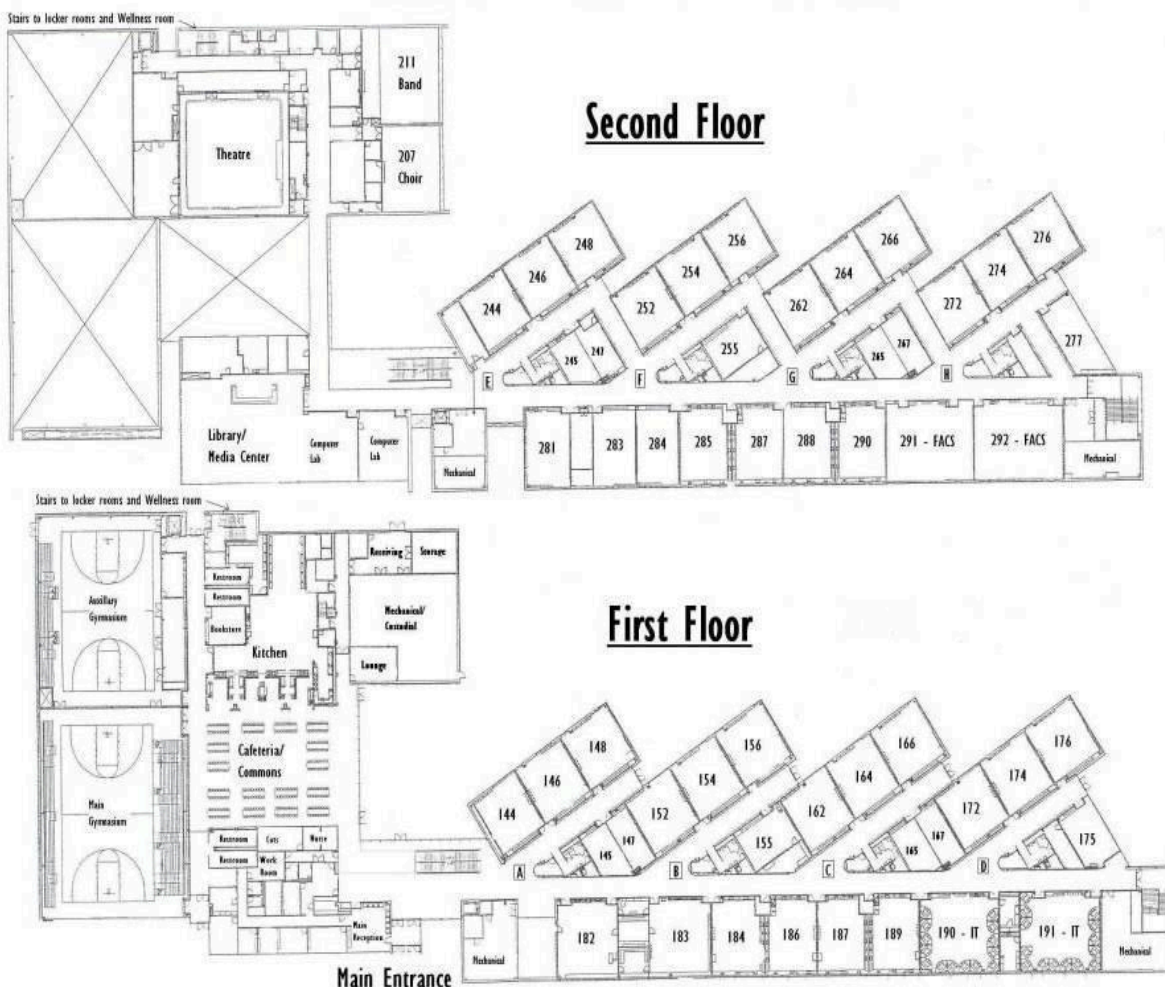 Stairs to locker rooms and Wellness room
211
Band
Second Floor
Theatre
207
Choir
248
256
266
276
246
254
264
274
244
252
262
272
277
245
247
255
265
267
E
F
G
H
Library/
Media Center
Computer
Lab
Computer
Lab
Mechanical
281
283
284
285
287
288
290
291 - FACS
292 - FACS
Mechanical
Stairs to locker rooms and Wellness room
Receiving
Storage
Restroom
Auxillary
Gymnasium
Restroom
Mechanical/
Custodial
Bookstore
First Floor
Kitchen
Lounge
Cafeteria/
Commons
148
156
166
176
146
154
164
174
144
152
162
172
Main
Gymnasium
Restroom
Cats
Nurse
Restroom
Work
Room
145
147
155
165
167
175
A
B
C
D
Main
Reception
Mechanical
182
183
184
186
187
189
190 - IT
191 - IT
Mechanical
Main Entrance